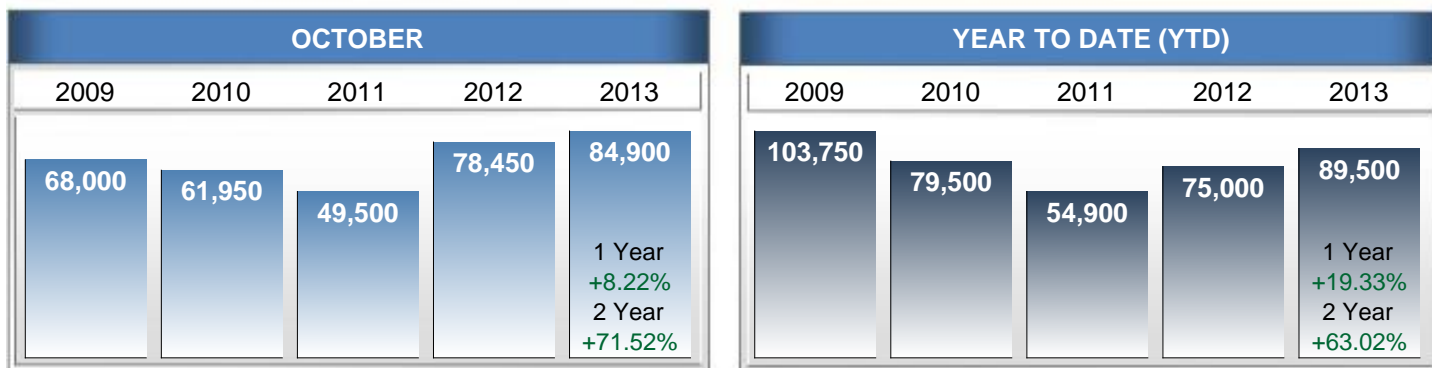 OCTOBER
2009 2010 2011 2012 2013
68,000 61,950 49,500 78,450 84,900
1 Year
+8.22%
2 Year
+71.52%
YEAR TO DATE (YTD)
2009 2010 2011 2012 2013
103,750 79,500 54,900 75,000 89,500
1 Year
+19.33%
2 Year
+63.02%